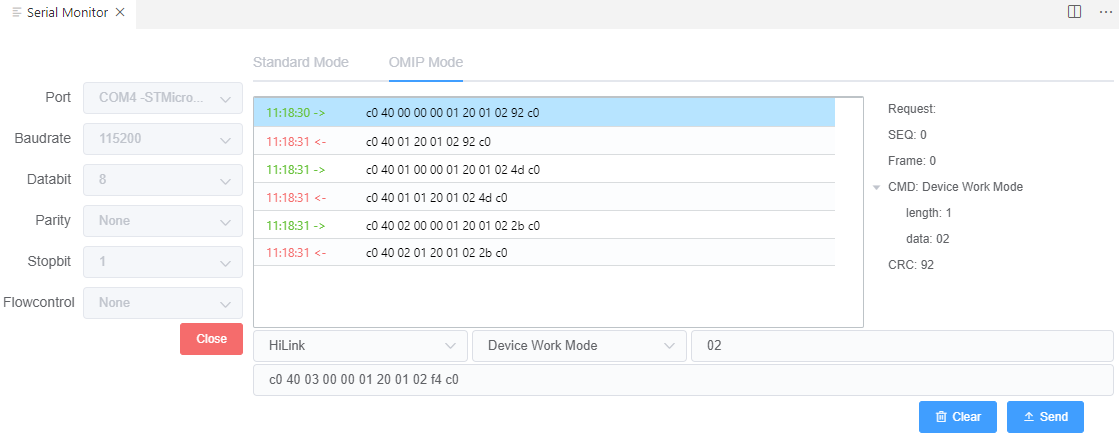 Serial Monitor
Standard Mode OMIP Mode
Port COM4 -STMicro...
Baudrate 115200
Databit 8
Parity None
Stopbit 1
Flowcontrol None
Close
11:18:30 -> c0 40 00 00 00 01 20 01 02 92 c0
11:18:31 <- c0 40 01 20 01 02 92 c0
11:18:31 -> c0 40 01 00 00 01 20 01 02 4d c0
11:18:31 <- c0 40 01 01 20 01 02 4d c0
11:18:31 -> c0 40 02 00 00 01 20 01 02 2b c0
11:18:31 <- c0 40 02 01 20 01 02 2b c0
Request:
SEQ: 0
Frame: 0
CMD: Device Work Mode
length: 1
data: 02
CRC: 92
HiLink Device Work Mode 02
c0 40 03 00 00 01 20 01 02 f4 c0
Clear Send